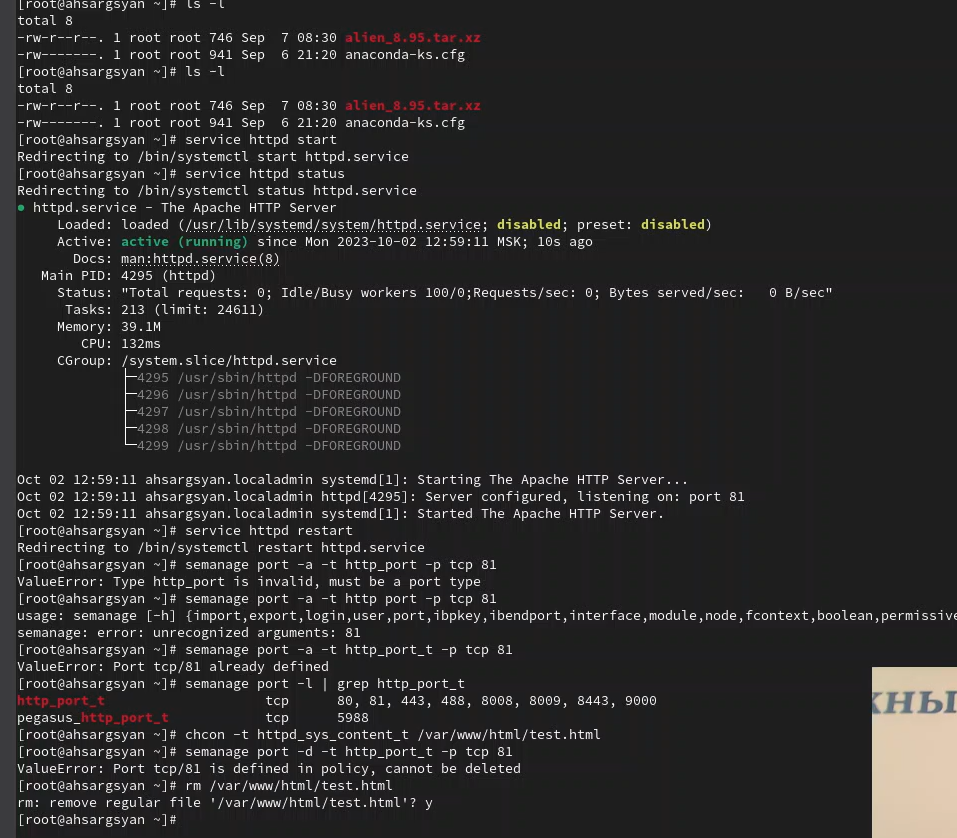 [root@ahsargsyan ~]# ls -l
total 8
-rw-r--r--. 1 root root 746 Sep  7 08:30 alien_8.95.tar.xz
-rw-------. 1 root root 941 Sep  6 21:20 anaconda-ks.cfg
[root@ahsargsyan ~]# ls -l
total 8
-rw-r--r--. 1 root root 746 Sep  7 08:30 alien_8.95.tar.xz
-rw-------. 1 root root 941 Sep  6 21:20 anaconda-ks.cfg
[root@ahsargsyan ~]# service httpd start
Redirecting to /bin/systemctl start httpd.service
[root@ahsargsyan ~]# service httpd status
Redirecting to /bin/systemctl status httpd.service
● httpd.service - The Apache HTTP Server
     Loaded: loaded (/usr/lib/systemd/system/httpd.service; disabled; preset: disabled)
     Active: active (running) since Mon 2023-10-02 12:59:11 MSK; 10s ago
       Docs: man:httpd.service(8)
   Main PID: 4295 (httpd)
     Status: "Total requests: 0; Idle/Busy workers 100/0;Requests/sec: 0; Bytes served/sec:   0 B/sec"
      Tasks: 213 (limit: 24611)
     Memory: 39.1M
        CPU: 132ms
     CGroup: /system.slice/httpd.service
             ├─4295 /usr/sbin/httpd -DFOREGROUND
             ├─4296 /usr/sbin/httpd -DFOREGROUND
             ├─4297 /usr/sbin/httpd -DFOREGROUND
             ├─4298 /usr/sbin/httpd -DFOREGROUND
             └─4299 /usr/sbin/httpd -DFOREGROUND
Oct 02 12:59:11 ahsargsyan.localadmin systemd[1]: Starting The Apache HTTP Server...
Oct 02 12:59:11 ahsargsyan.localadmin httpd[4295]: Server configured, listening on: port 81
Oct 02 12:59:11 ahsargsyan.localadmin systemd[1]: Started The Apache HTTP Server.
[root@ahsargsyan ~]# service httpd restart
Redirecting to /bin/systemctl restart httpd.service
[root@ahsargsyan ~]# semanage port -a -t http_port -p tcp 81
ValueError: Type http_port is invalid, must be a port type
[root@ahsargsyan ~]# semanage port -a -t http port -p tcp 81
usage: semanage [-h] {import,export,login,user,port,ibpkey,ibendport,interface,module,node,fcontext,boolean,permissive
semanage: error: unrecognized arguments: 81
[root@ahsargsyan ~]# semanage port -a -t http_port_t -p tcp 81
ValueError: Port tcp/81 already defined
[root@ahsargsyan ~]# semanage port -l | grep http_port_t
http_port_t                    tcp      80, 81, 443, 488, 8008, 8009, 8443, 9000
pegasus_http_port_t            tcp      5988
[root@ahsargsyan ~]# chcon -t httpd_sys_content_t /var/www/html/test.html
[root@ahsargsyan ~]# semanage port -d -t http_port_t -p tcp 81
ValueError: Port tcp/81 is defined in policy, cannot be deleted
[root@ahsargsyan ~]# rm /var/www/html/test.html
rm: remove regular file '/var/www/html/test.html'? y
[root@ahsargsyan ~]#